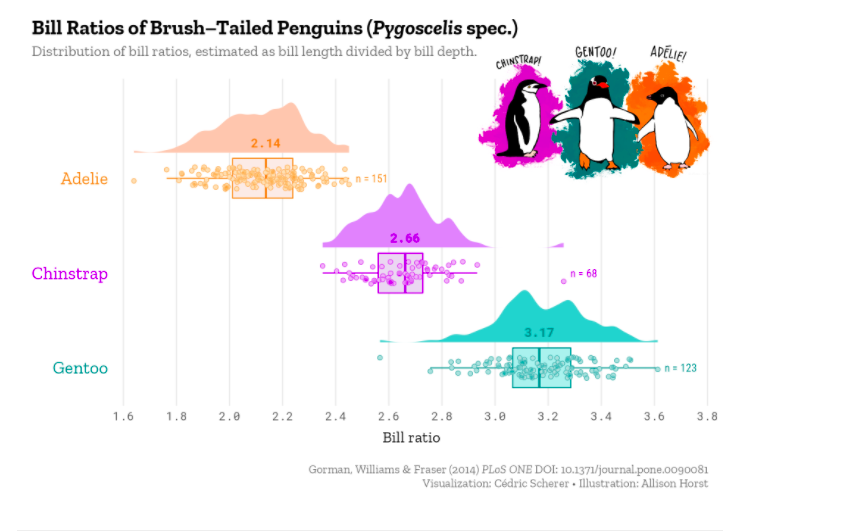 Bill Ratios of Brush–Tailed Penguins (Pygoscelis spec.)
Distribution of bill ratios, estimated as bill length divided by bill depth.
CHINSTRAP!
GENTOO!
ADÉLIE!
2.14
Adelie
n = 151
2.66
Chinstrap
n = 68
3.17
Gentoo
n = 123
1.6 1.8 2.0 2.2 2.4 2.6 2.8 3.0 3.2 3.4 3.6 3.8
Bill ratio
Gorman, Williams & Fraser (2014) PLoS ONE DOI: 10.1371/journal.pone.0090081
Visualization: Cédric Scherer • Illustration: Allison Horst